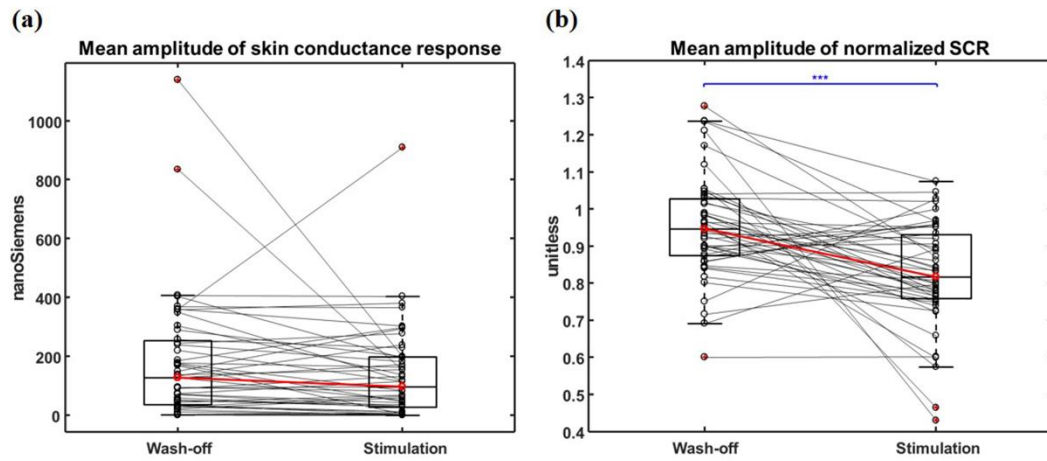 (a)
Mean amplitude of skin conductance response
nanoSiemens
1000
800
600
400
200
0
Wash-off Stimulation
(b)
Mean amplitude of normalized SCR
unitless
1.4
1.3
1.2
1.1
1
0.9
0.8
0.7
0.6
0.5
0.4
***
Wash-off Stimulation